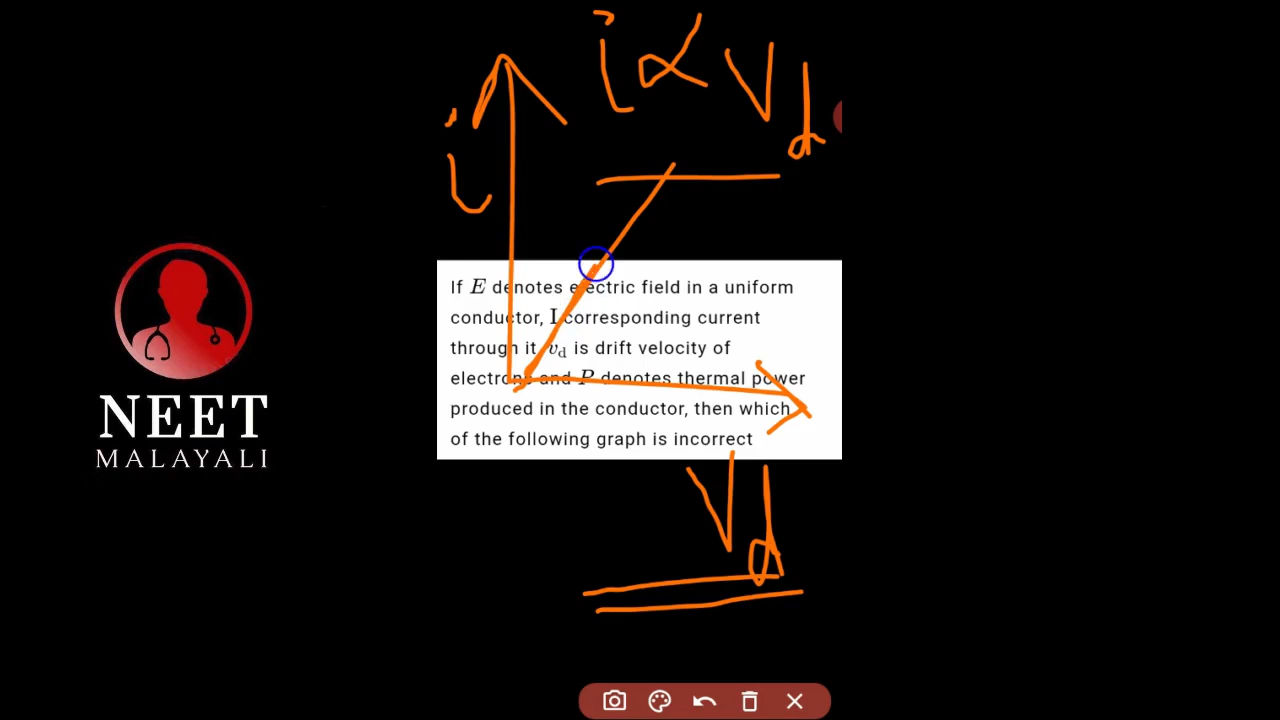 i ∝ Vd
i
If E denotes electric field in a uniform
conductor, I corresponding current
through it, vd is drift velocity of
electrons and P denotes thermal power
produced in the conductor, then which
of the following graph is incorrect
NEET
MALAYALI
Vd